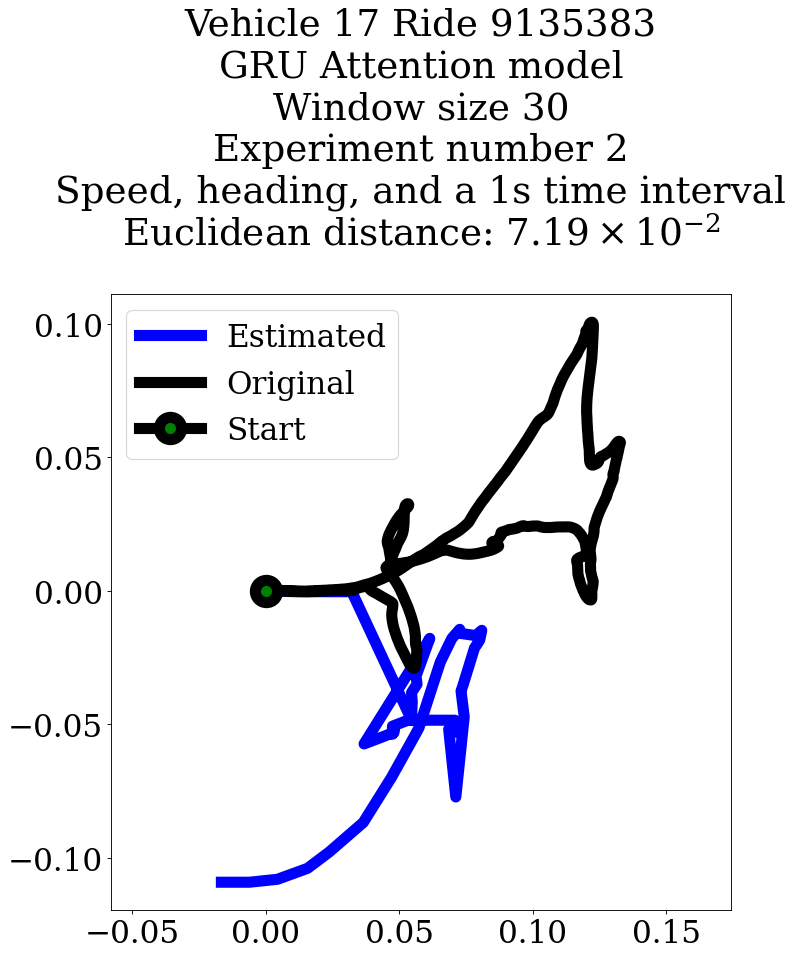 Vehicle 17 Ride 9135383
GRU Attention model
Window size 30
Experiment number 2
Speed, heading, and a 1s time interval
Euclidean distance: 7.19 × 10⁻²
Estimated
Original
Start
0.10
0.05
0.00
−0.05
−0.10
−0.05 0.00 0.05 0.10 0.15